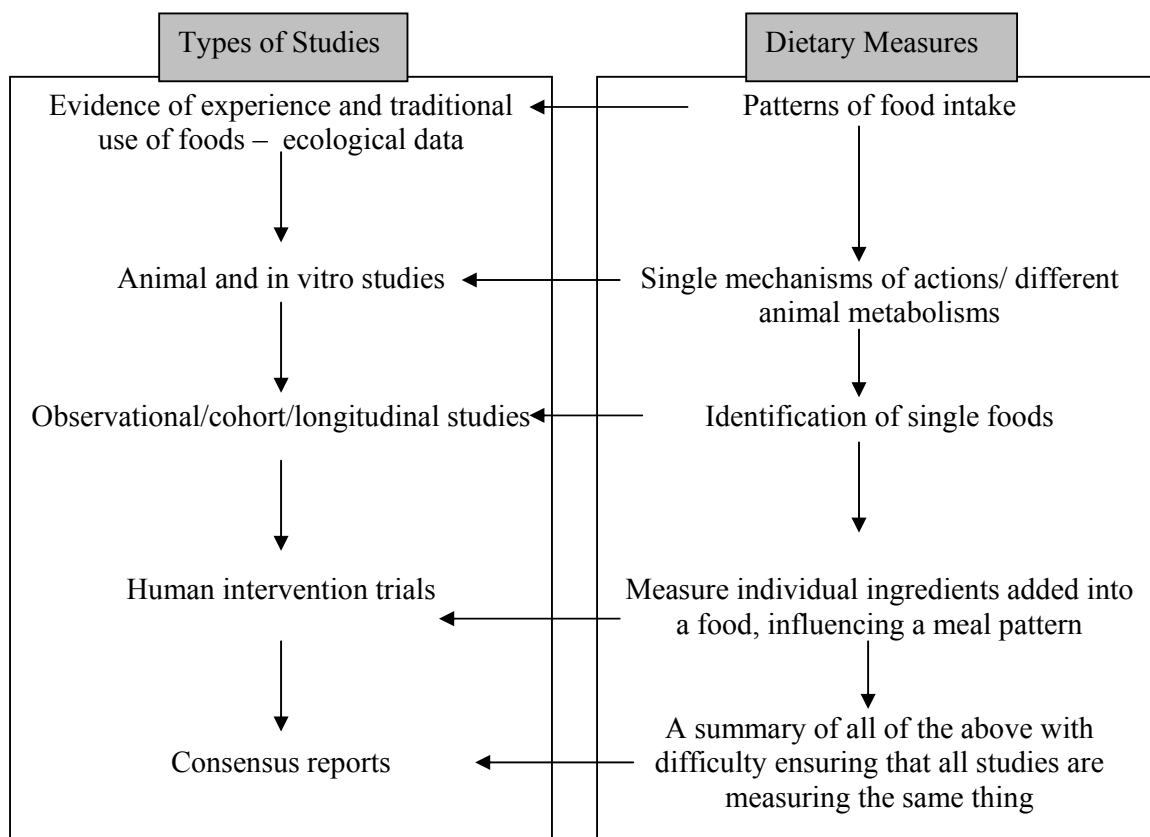 Types of Studies
Evidence of experience and traditional
use of foods – ecological data
Animal and in vitro studies
Observational/cohort/longitudinal studies
Human intervention trials
Consensus reports
Dietary Measures
Patterns of food intake
Single mechanisms of actions/ different
animal metabolisms
Identification of single foods
Measure individual ingredients added into
a food, influencing a meal pattern
A summary of all of the above with
difficulty ensuring that all studies are
measuring the same thing